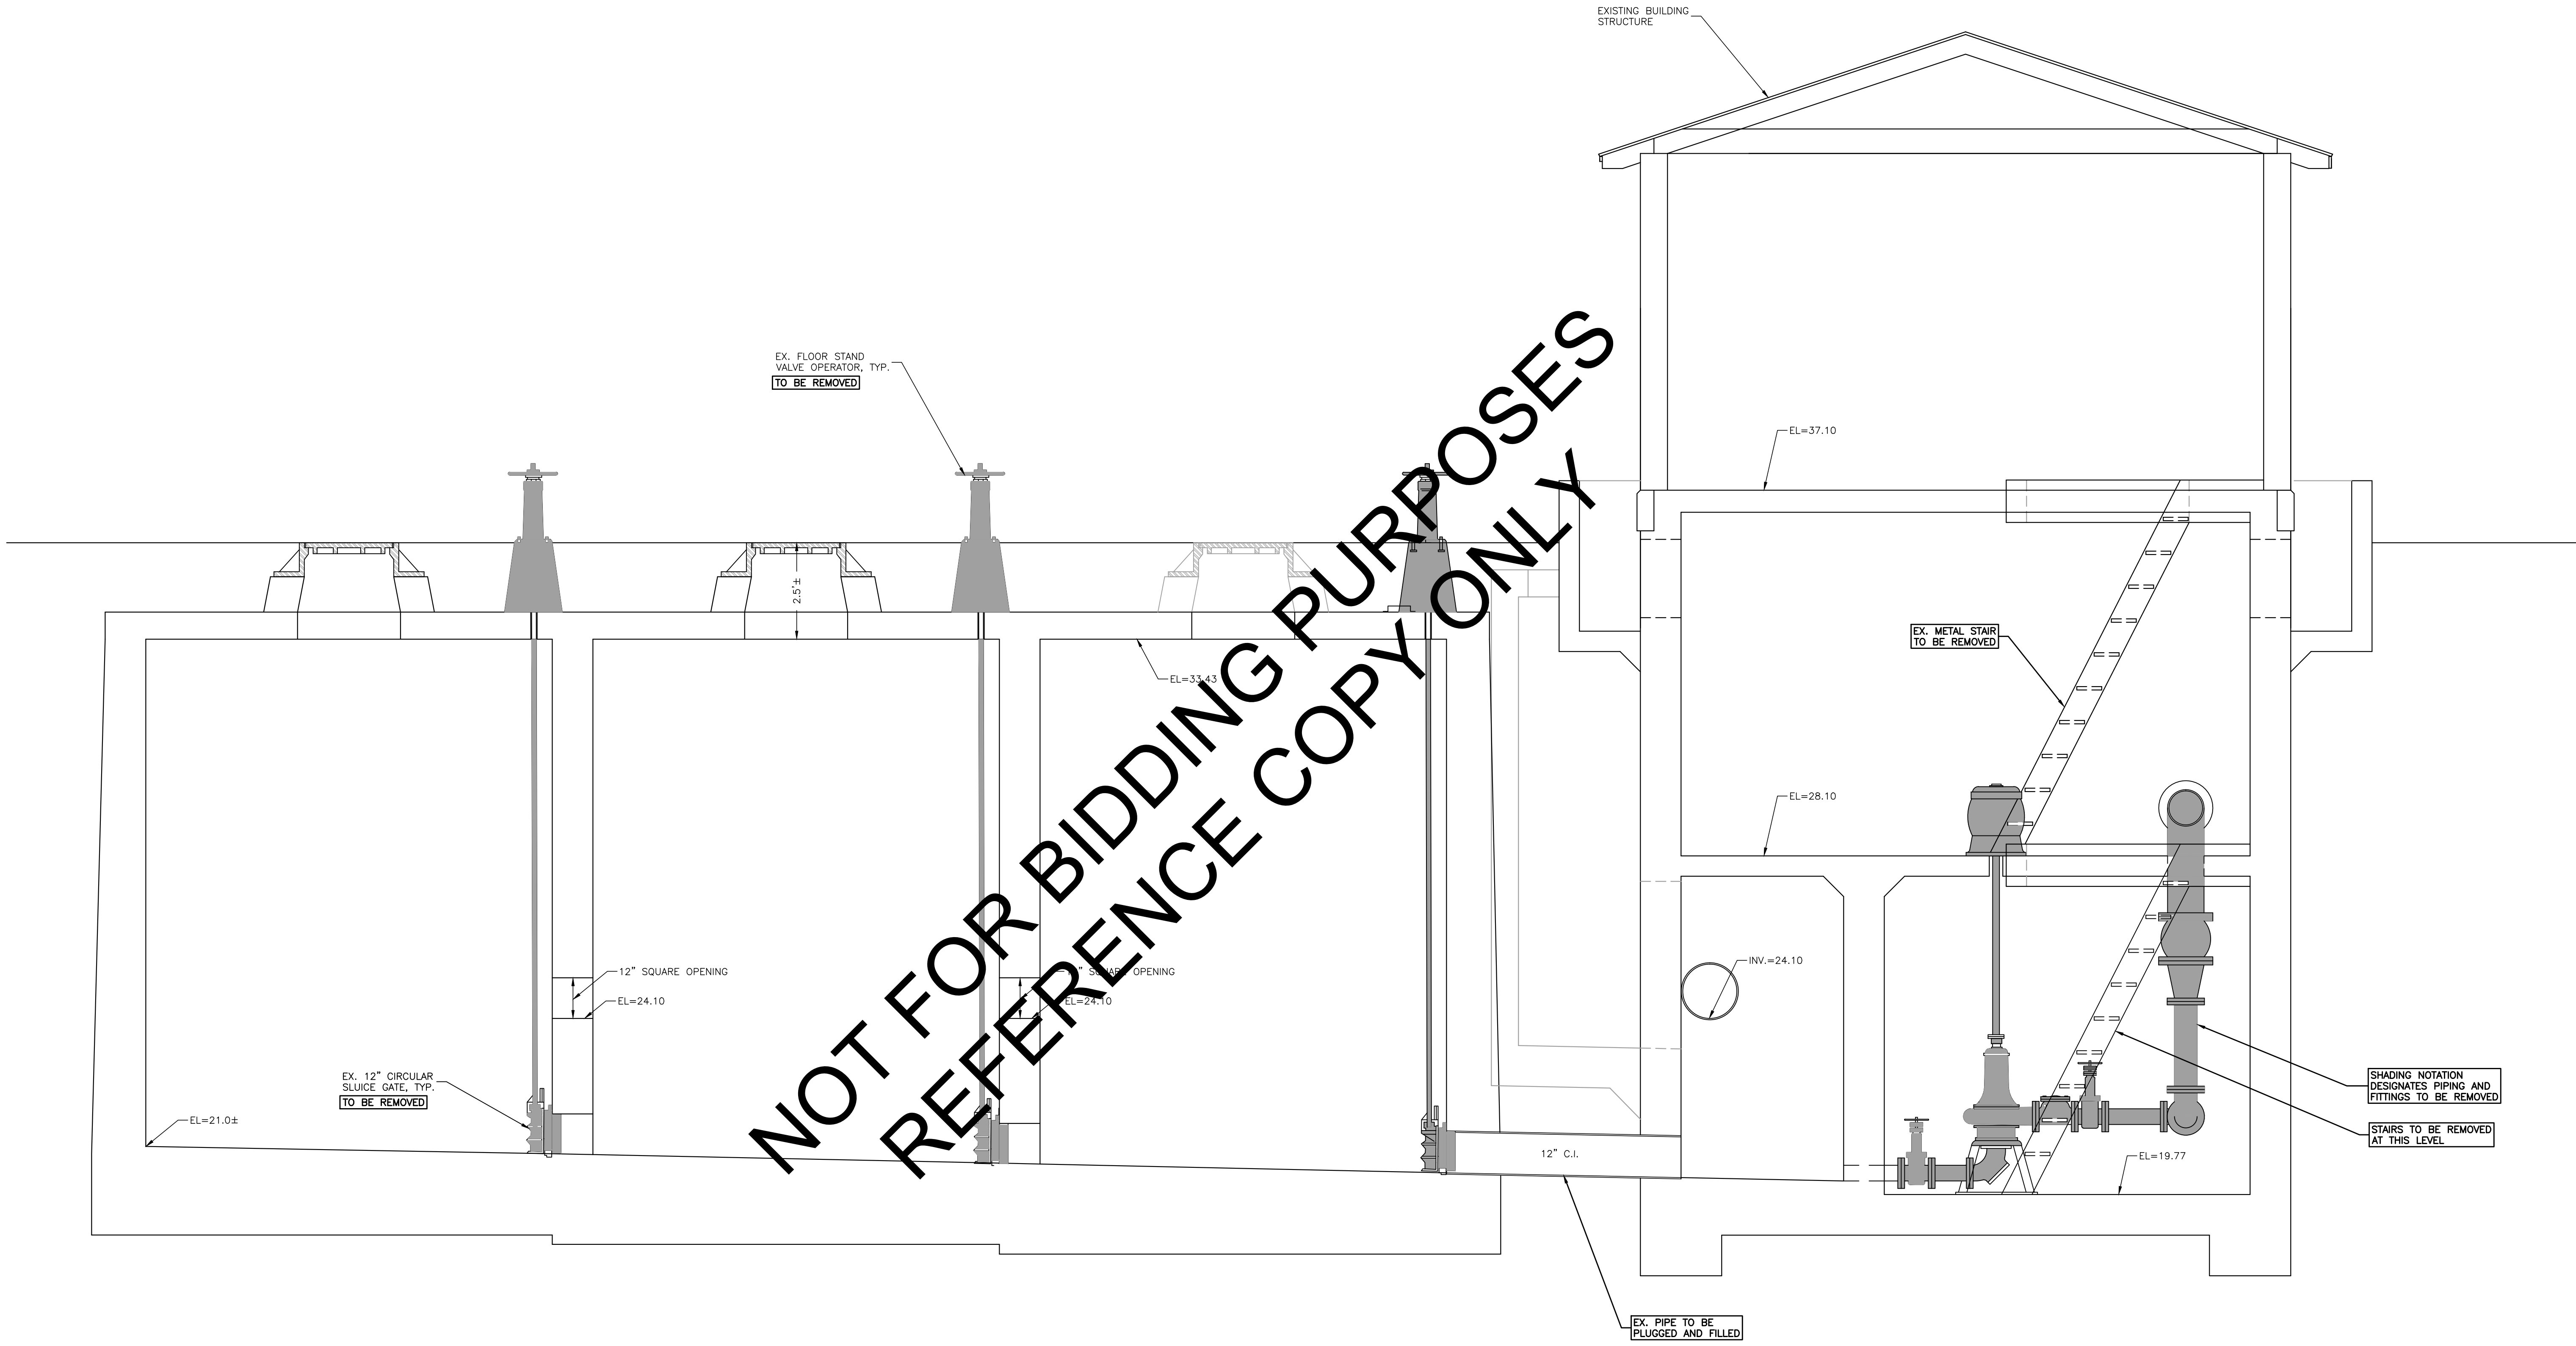 EXISTING BUILDING
STRUCTURE
EX. FLOOR STAND
VALVE OPERATOR, TYP.
TO BE REMOVED
EL=37.10
2.5'±
EX. METAL STAIR
TO BE REMOVED
EL=33.43
EL=28.10
12" SQUARE OPENING
EL=24.10
SQUARE OPENING
EL=24.10
INV.=24.10
EX. 12" CIRCULAR
SLUICE GATE, TYP.
TO BE REMOVED
EL=21.0±
SHADING NOTATION
DESIGNATES PIPING AND
FITTINGS TO BE REMOVED
STAIRS TO BE REMOVED
AT THIS LEVEL
12" C.I.
EL=19.77
EX. PIPE TO BE
PLUGGED AND FILLED
NOT FOR BIDDING PURPOSES
REFERENCE COPY ONLY